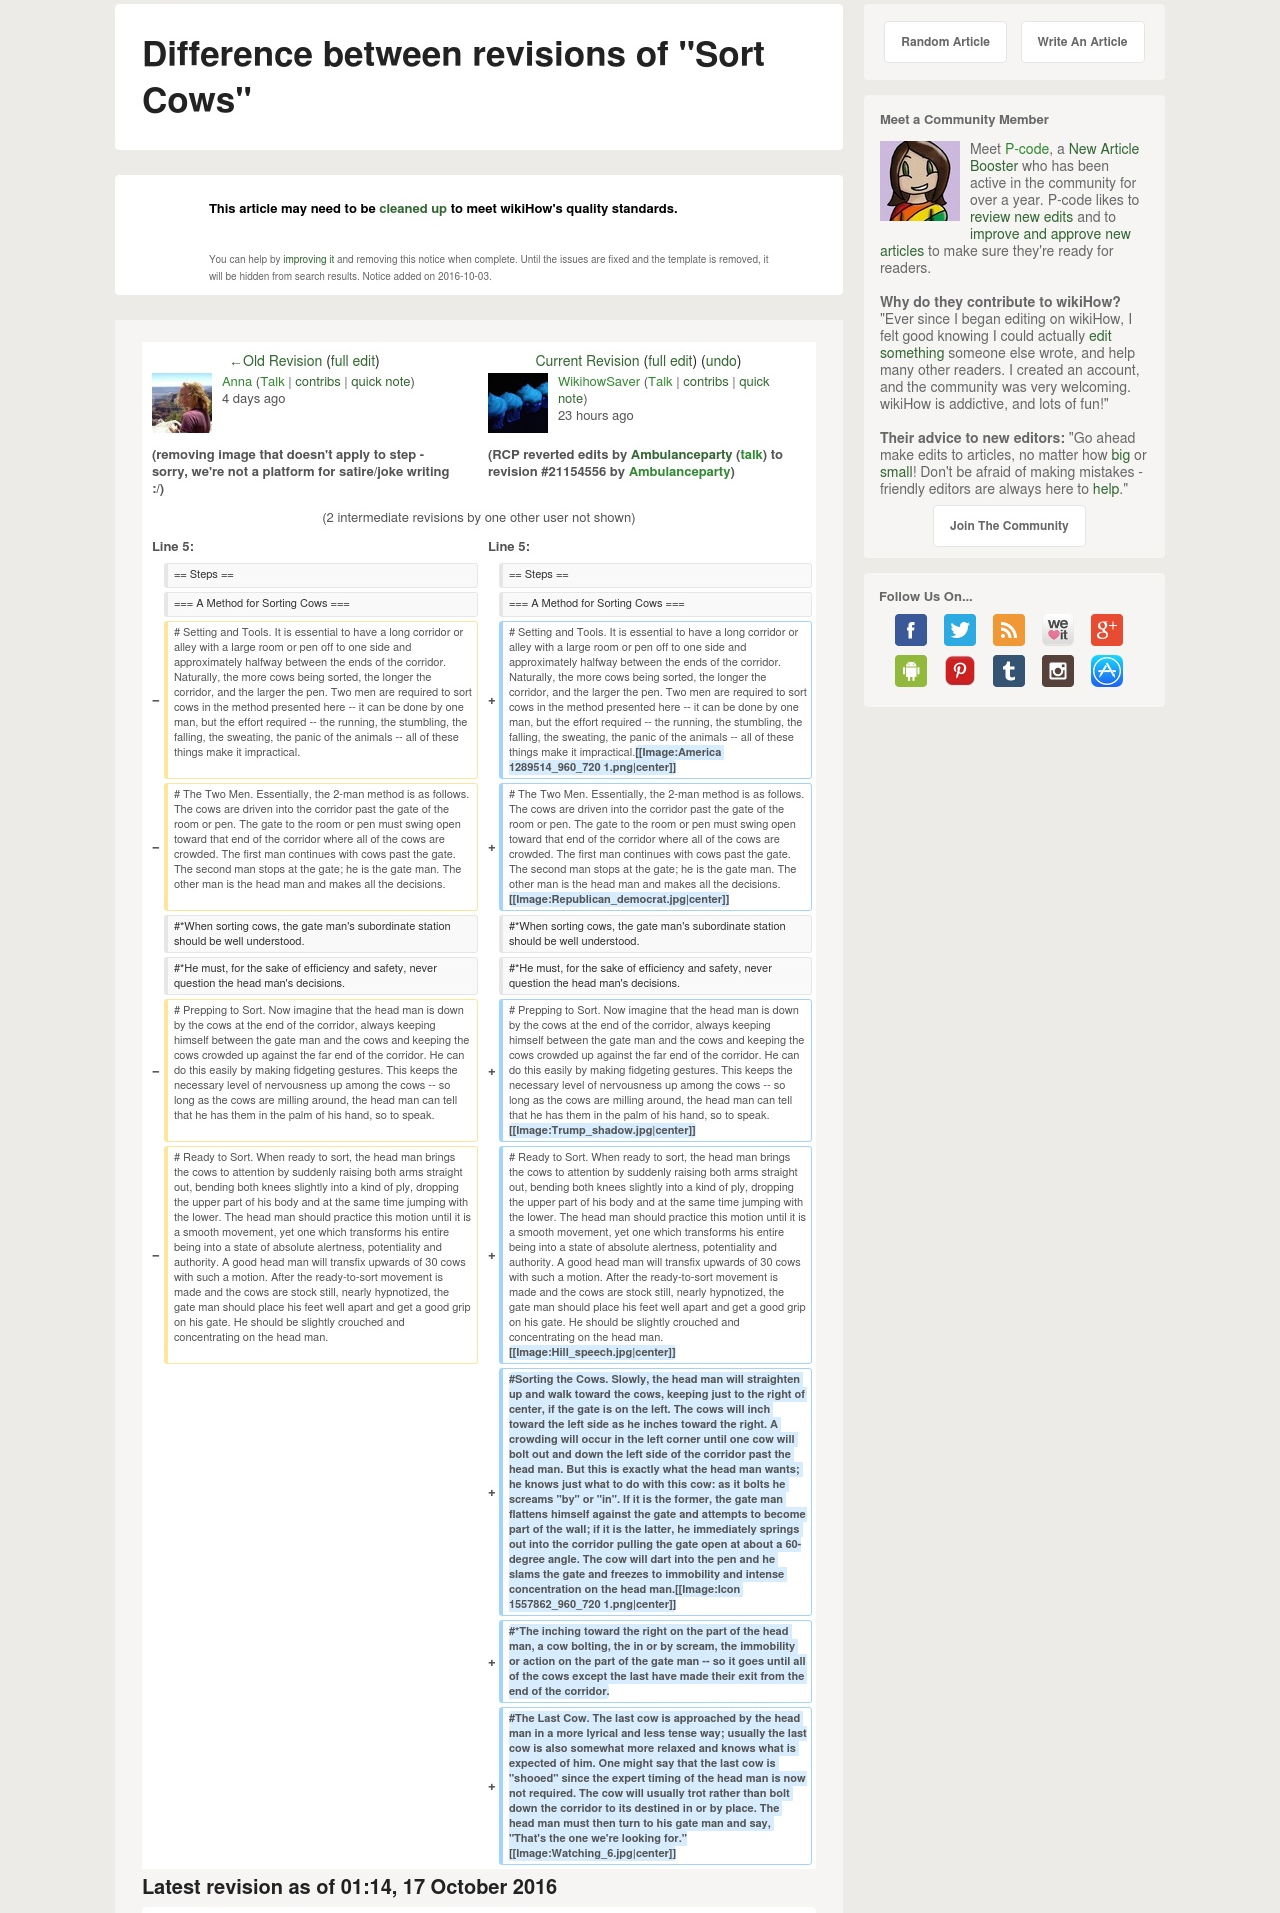 Difference between revisions of "Sort
Cows"
This article may need to be cleaned up to meet wikiHow's quality standards.
You can help by improving it and removing this notice when complete. Until the issues are fixed and the template is removed, it
will be hidden from search results. Notice added on 2016-10-03.
←Old Revision (full edit)
Anna (Talk | contribs | quick note)
4 days ago
(removing image that doesn't apply to step -
sorry, we're not a platform for satire/joke writing
:/)
Current Revision (full edit) (undo)
WikihowSaver (Talk | contribs | quick
note)
23 hours ago
(RCP reverted edits by Ambulanceparty (talk) to
revision #21154556 by Ambulanceparty)
(2 intermediate revisions by one other user not shown)
Line 5:
Line 5:
== Steps ==
== Steps ==
=== A Method for Sorting Cows ===
=== A Method for Sorting Cows ===
−
# Setting and Tools. It is essential to have a long corridor or
alley with a large room or pen off to one side and
approximately halfway between the ends of the corridor.
Naturally, the more cows being sorted, the longer the
corridor, and the larger the pen. Two men are required to sort
cows in the method presented here -- it can be done by one
man, but the effort required -- the running, the stumbling, the
falling, the sweating, the panic of the animals -- all of these
things make it impractical.
+
# Setting and Tools. It is essential to have a long corridor or
alley with a large room or pen off to one side and
approximately halfway between the ends of the corridor.
Naturally, the more cows being sorted, the longer the
corridor, and the larger the pen. Two men are required to sort
cows in the method presented here -- it can be done by one
man, but the effort required -- the running, the stumbling, the
falling, the sweating, the panic of the animals -- all of these
things make it impractical.[[Image:America
1289514_960_720 1.png|center]]
−
# The Two Men. Essentially, the 2-man method is as follows.
The cows are driven into the corridor past the gate of the
room or pen. The gate to the room or pen must swing open
toward that end of the corridor where all of the cows are
crowded. The first man continues with cows past the gate.
The second man stops at the gate; he is the gate man. The
other man is the head man and makes all the decisions.
+
# The Two Men. Essentially, the 2-man method is as follows.
The cows are driven into the corridor past the gate of the
room or pen. The gate to the room or pen must swing open
toward that end of the corridor where all of the cows are
crowded. The first man continues with cows past the gate.
The second man stops at the gate; he is the gate man. The
other man is the head man and makes all the decisions.
[[Image:Republican_democrat.jpg|center]]
#*When sorting cows, the gate man's subordinate station
should be well understood.
#*When sorting cows, the gate man's subordinate station
should be well understood.
#*He must, for the sake of efficiency and safety, never
question the head man's decisions.
#*He must, for the sake of efficiency and safety, never
question the head man's decisions.
−
# Prepping to Sort. Now imagine that the head man is down
by the cows at the end of the corridor, always keeping
himself between the gate man and the cows and keeping the
cows crowded up against the far end of the corridor. He can
do this easily by making fidgeting gestures. This keeps the
necessary level of nervousness up among the cows -- so
long as the cows are milling around, the head man can tell
that he has them in the palm of his hand, so to speak.
+
# Prepping to Sort. Now imagine that the head man is down
by the cows at the end of the corridor, always keeping
himself between the gate man and the cows and keeping the
cows crowded up against the far end of the corridor. He can
do this easily by making fidgeting gestures. This keeps the
necessary level of nervousness up among the cows -- so
long as the cows are milling around, the head man can tell
that he has them in the palm of his hand, so to speak.
[[Image:Trump_shadow.jpg|center]]
−
# Ready to Sort. When ready to sort, the head man brings
the cows to attention by suddenly raising both arms straight
out, bending both knees slightly into a kind of ply, dropping
the upper part of his body and at the same time jumping with
the lower. The head man should practice this motion until it is
a smooth movement, yet one which transforms his entire
being into a state of absolute alertness, potentiality and
authority. A good head man will transfix upwards of 30 cows
with such a motion. After the ready-to-sort movement is
made and the cows are stock still, nearly hypnotized, the
gate man should place his feet well apart and get a good grip
on his gate. He should be slightly crouched and
concentrating on the head man.
+
# Ready to Sort. When ready to sort, the head man brings
the cows to attention by suddenly raising both arms straight
out, bending both knees slightly into a kind of ply, dropping
the upper part of his body and at the same time jumping with
the lower. The head man should practice this motion until it is
a smooth movement, yet one which transforms his entire
being into a state of absolute alertness, potentiality and
authority. A good head man will transfix upwards of 30 cows
with such a motion. After the ready-to-sort movement is
made and the cows are stock still, nearly hypnotized, the
gate man should place his feet well apart and get a good grip
on his gate. He should be slightly crouched and
concentrating on the head man.
[[Image:Hill_speech.jpg|center]]
+
#Sorting the Cows. Slowly, the head man will straighten
up and walk toward the cows, keeping just to the right of
center, if the gate is on the left. The cows will inch
toward the left side as he inches toward the right. A
crowding will occur in the left corner until one cow will
bolt out and down the left side of the corridor past the
head man. But this is exactly what the head man wants;
he knows just what to do with this cow: as it bolts he
screams "by" or "in". If it is the former, the gate man
flattens himself against the gate and attempts to become
part of the wall; if it is the latter, he immediately springs
out into the corridor pulling the gate open at about a 60-
degree angle. The cow will dart into the pen and he
slams the gate and freezes to immobility and intense
concentration on the head man.[[Image:Icon
1557862_960_720 1.png|center]]
+
#*The inching toward the right on the part of the head
man, a cow bolting, the in or by scream, the immobility
or action on the part of the gate man -- so it goes until all
of the cows except the last have made their exit from the
end of the corridor.
+
#The Last Cow. The last cow is approached by the head
man in a more lyrical and less tense way; usually the last
cow is also somewhat more relaxed and knows what is
expected of him. One might say that the last cow is
"shooed" since the expert timing of the head man is now
not required. The cow will usually trot rather than bolt
down the corridor to its destined in or by place. The
head man must then turn to his gate man and say,
"That's the one we're looking for."
[[Image:Watching_6.jpg|center]]
Latest revision as of 01:14, 17 October 2016
Random Article
Write An Article
Meet a Community Member
Meet P-code, a New Article
Booster who has been
active in the community for
over a year. P-code likes to
review new edits and to
improve and approve new
articles to make sure they're ready for
readers.
Why do they contribute to wikiHow?
"Ever since I began editing on wikiHow, I
felt good knowing I could actually edit
something someone else wrote, and help
many other readers. I created an account,
and the community was very welcoming.
wikiHow is addictive, and lots of fun!"
Their advice to new editors: "Go ahead
make edits to articles, no matter how big or
small! Don't be afraid of making mistakes -
friendly editors are always here to help."
Join The Community
Follow Us On...
f
we
it
g+
t